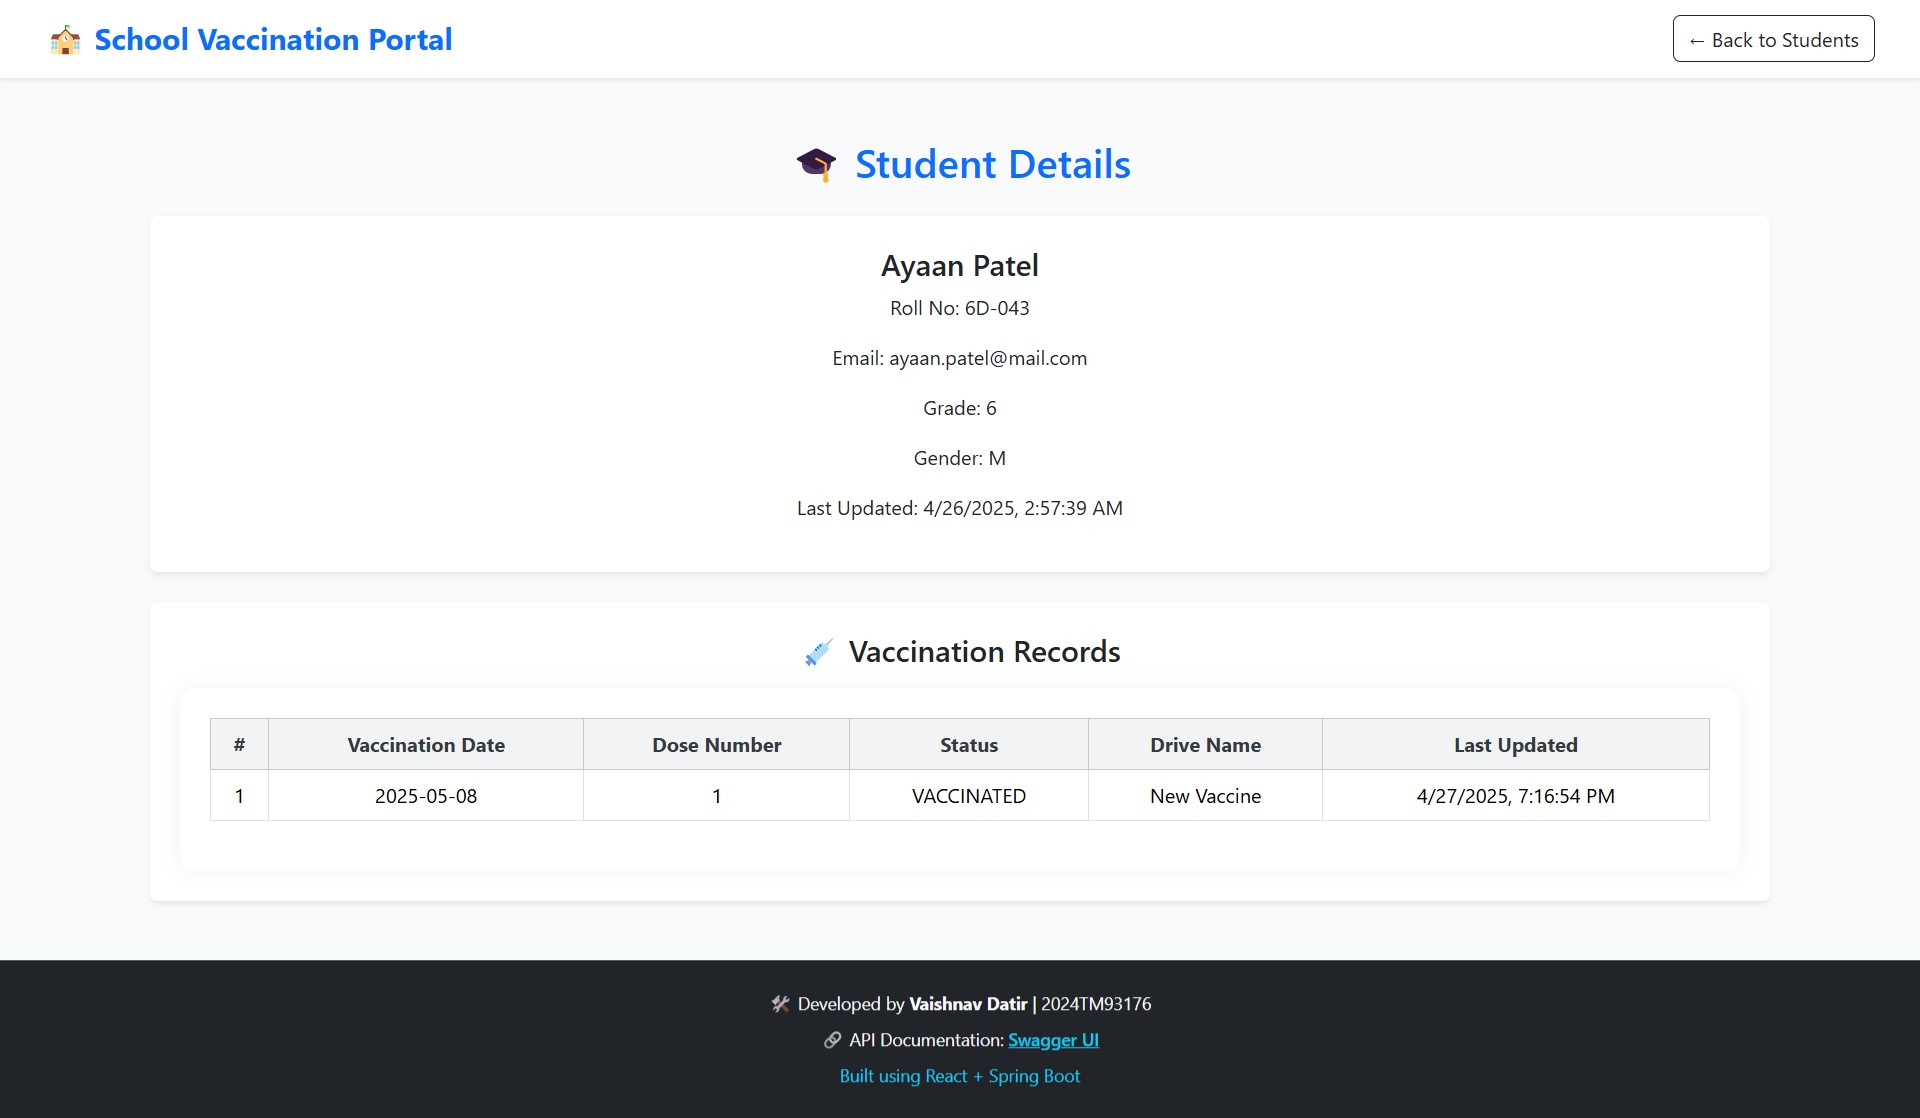 School Vaccination Portal
← Back to Students
Student Details
Ayaan Patel
Roll No: 6D-043
Email: ayaan.patel@mail.com
Grade: 6
Gender: M
Last Updated: 4/26/2025, 2:57:39 AM
Vaccination Records
# Vaccination Date Dose Number Status Drive Name Last Updated
1 2025-05-08 1 VACCINATED New Vaccine 4/27/2025, 7:16:54 PM
Developed by Vaishnav Datir | 2024TM93176
API Documentation: Swagger UI
Built using React + Spring Boot